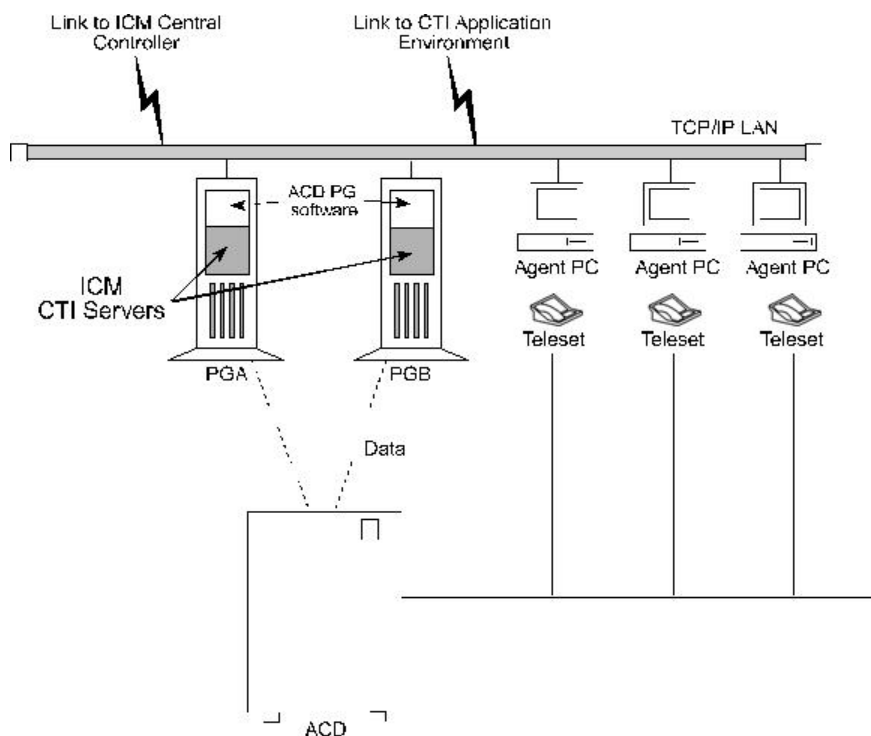 Link to ICM Central
Controller
Link to CTI Application
Environment
TCP/IP LAN
ACD PG
software
ICM
CTI Servers
Agent PC
Agent PC
Agent PC
Teleset
Teleset
Teleset
PGA
PGB
Data
ACD